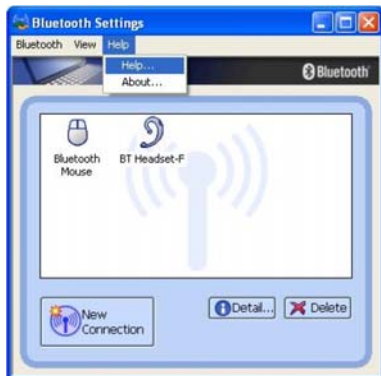 Bluetooth Settings
Bluetooth View Help
Help...
About...
Bluetooth
Bluetooth Mouse
BT Headset-F
New Connection
Detail...
Delete